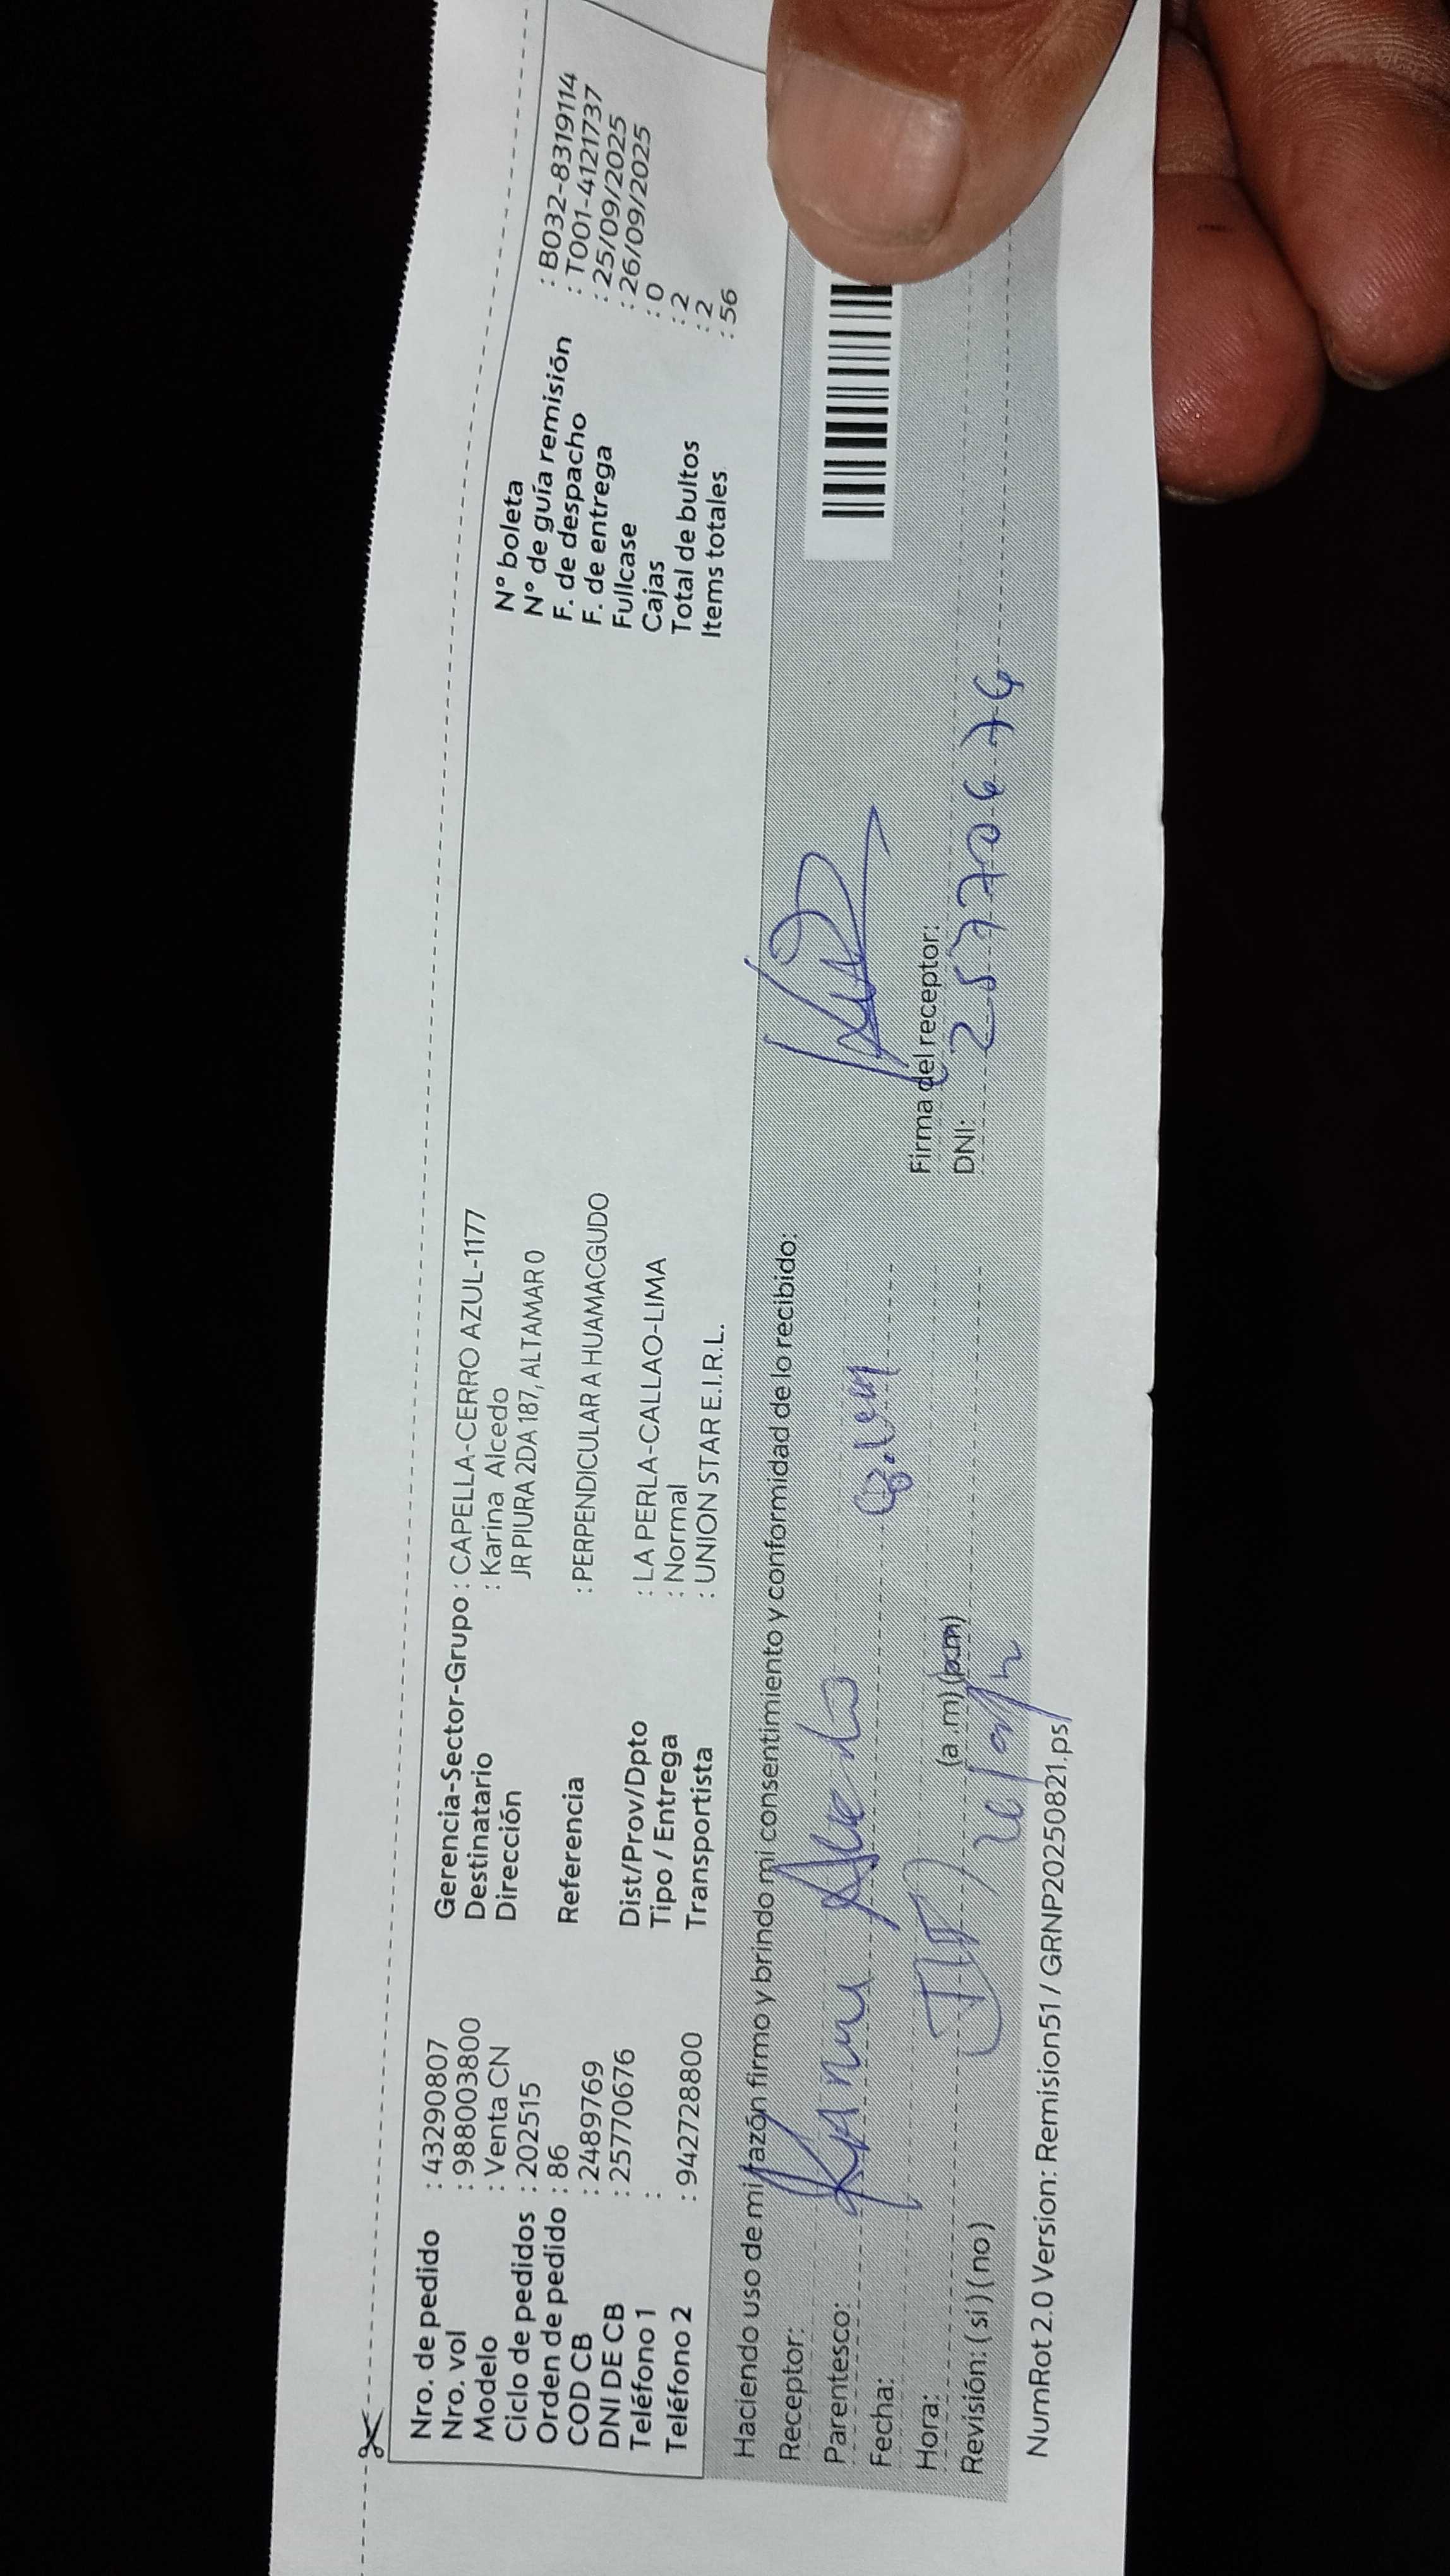 Nro. de pedido : 43290807
Nro. vol : 988003800
Modelo : Venta CN
Ciclo de pedidos : 202515
Orden de pedido : 86
COD CB : 2489769
DNI DE CB : 25770676
Teléfono 1 :
Teléfono 2 : 942728800
Gerencia-Sector-Grupo : CAPELLA-CERRO AZUL-1177
Destinatario : Karina Alcedo
Dirección JR PIURA 2DA 187, ALTAMAR 0
Referencia : PERPENDICULAR A HUAMACGUDO
Dist/Prov/Dpto : LA PERLA-CALLAO-LIMA
Tipo / Entrega : Normal
Transportista : UNION STAR E.I.R.L.
N° boleta : B032-8319114
N° de guía remisión : T001-4121737
F. de despacho : 25/09/2025
F. de entrega : 26/09/2025
Fullcase : 0
Cajas : 2
Total de bultos : 2
Items totales : 56
Haciendo uso de mi razón firmo y brindo mi consentimiento y conformidad de lo recibido:
Receptor:
Parentesco: Alcedo
Fecha:
Hora: (a.m) (p.m)
Revisión: ( si ) ( no )
Firma del receptor:
DNI: 25770676
NumRot 2.0 Version: Remision51 / GRNP20250821.ps